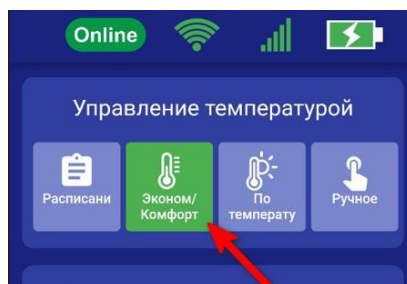 Online
Управление температурой
Расписани
Эконом/
Комфорт
По
температу
Ручное